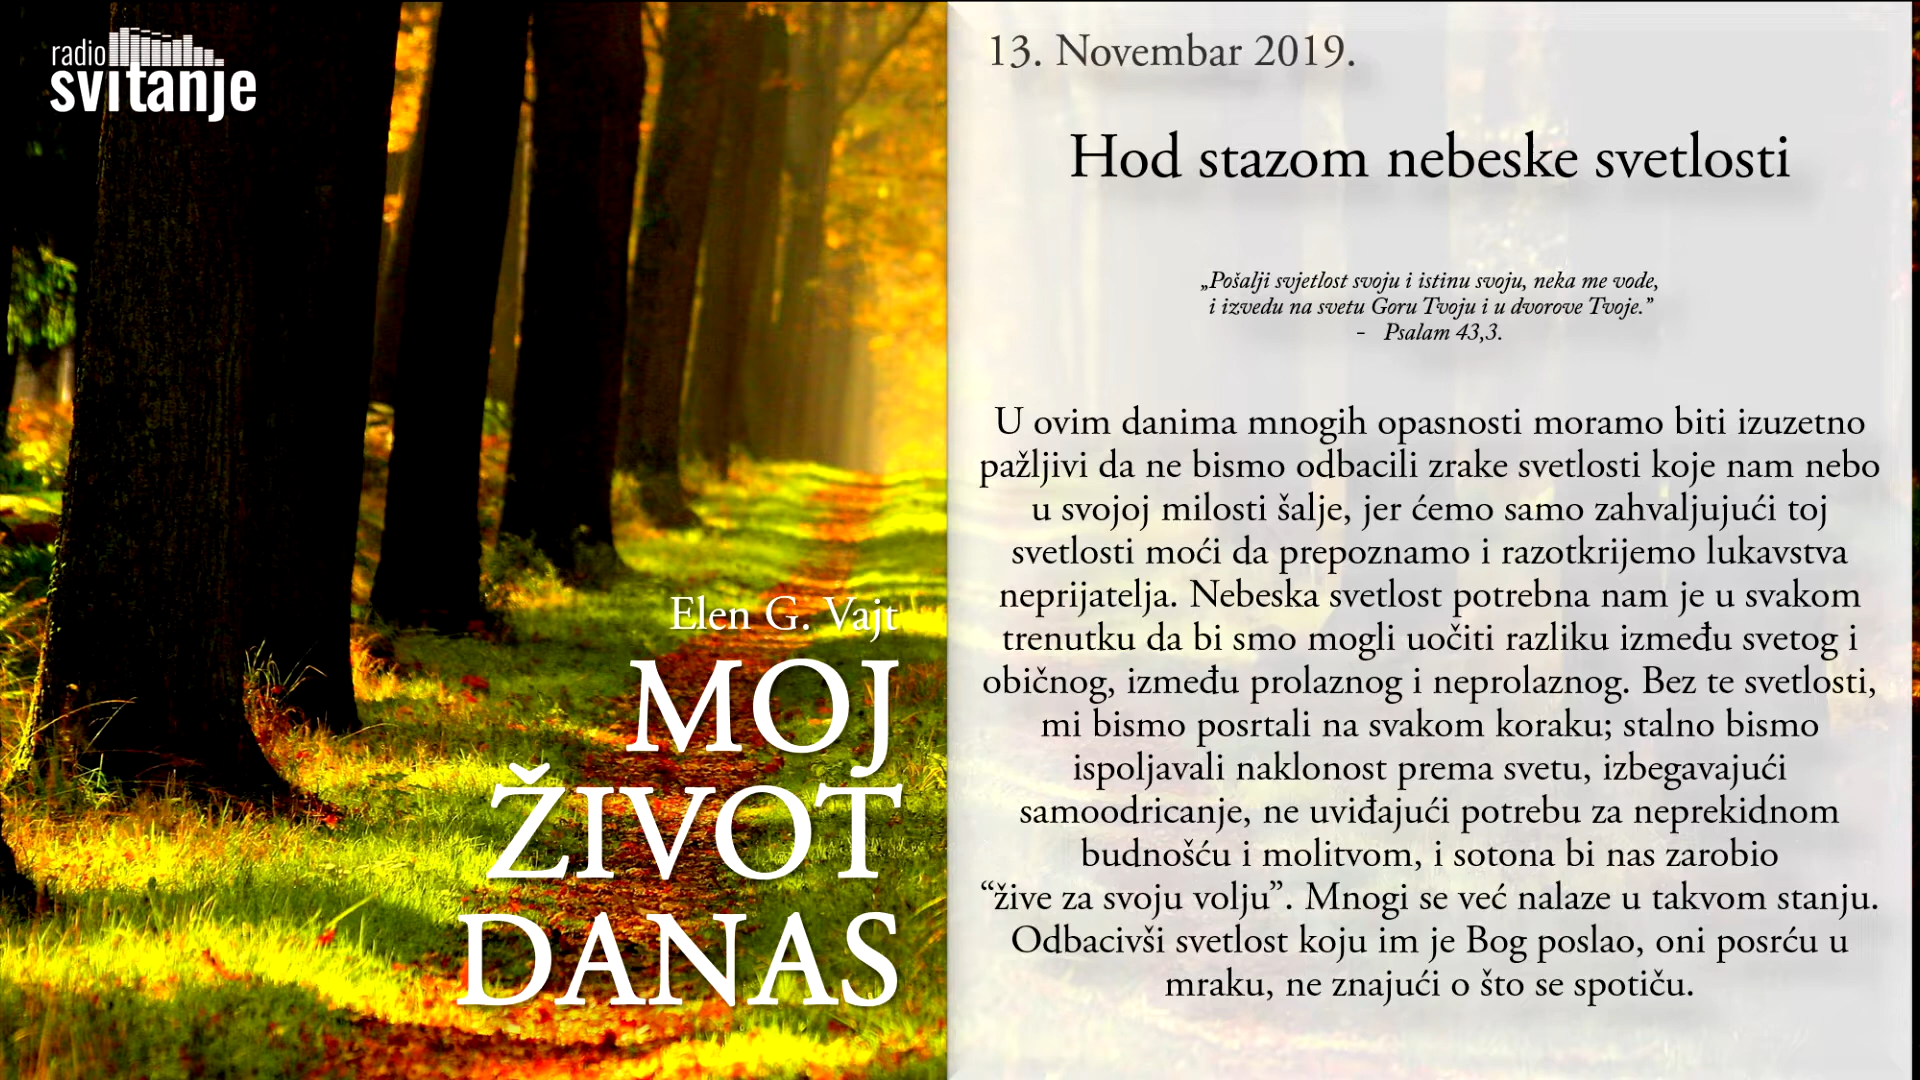 radio
svitanje
Elen G. Vajt
MOJ
ŽIVOT
DANAS
13. Novembar 2019.
Hod stazom nebeske svetlosti
„Pošalji svjetlost svoju i istinu svoju, neka me vode,
i izvedu na svetu Goru Tvoju i u dvorove Tvoje.”
- Psalam 43,3.
U ovim danima mnogih opasnosti moramo biti izuzetno
pažljivi da ne bismo odbacili zrake svetlosti koje nam nebo
u svojoj milosti šalje, jer ćemo samo zahvaljujući toj
svetlosti moći da prepoznamo i razotkrijemo lukavstva
neprijatelja. Nebeska svetlost potrebna nam je u svakom
trenutku da bi smo mogli uočiti razliku između svetog i
običnog, između prolaznog i neprolaznog. Bez te svetlosti,
mi bismo posrtali na svakom koraku; stalno bismo
ispoljavali naklonost prema svetu, izbegavajući
samoodricanje, ne uviđajući potrebu za neprekidnom
budnošću i molitvom, i sotona bi nas zarobio
“žive za svoju volju”. Mnogi se već nalaze u takvom stanju.
Odbacivši svetlost koju im je Bog poslao, oni posrću u
mraku, ne znajući o što se spotiču.